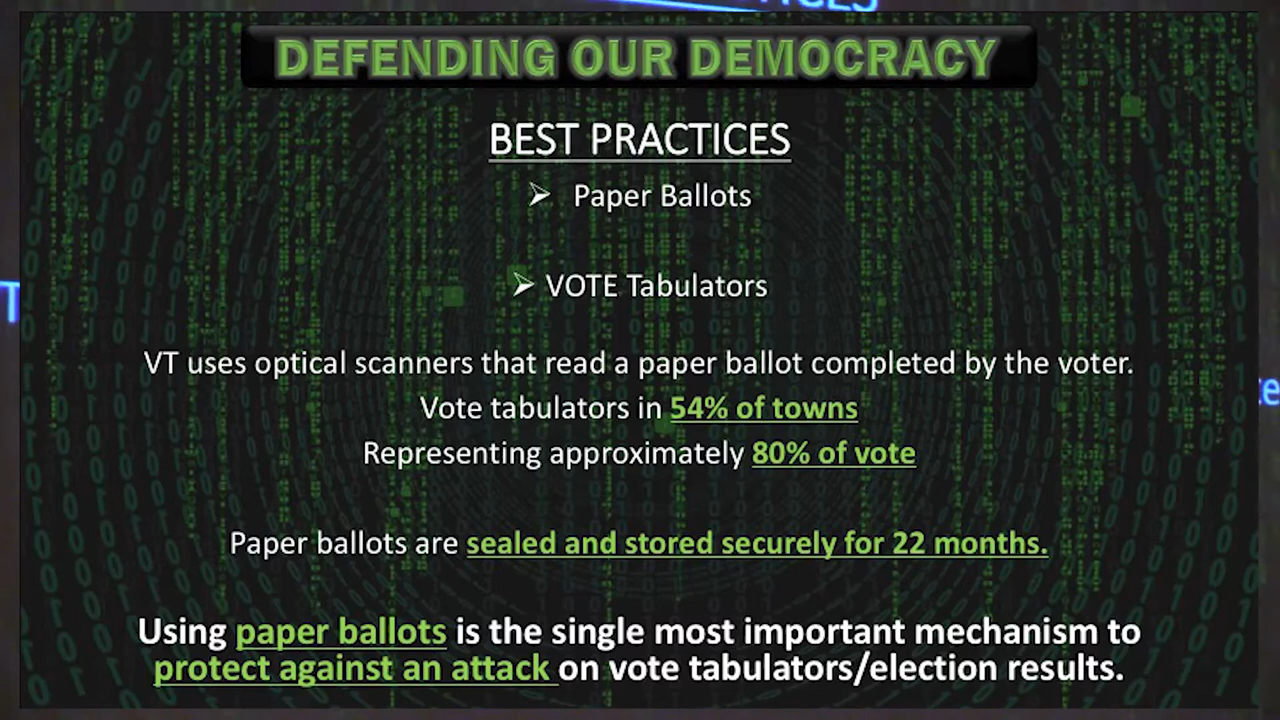 DEFENDING OUR DEMOCRACY
BEST PRACTICES
➢ Paper Ballots
➢ VOTE Tabulators
VT uses optical scanners that read a paper ballot completed by the voter.
Vote tabulators in 54% of towns
Representing approximately 80% of vote
Paper ballots are sealed and stored securely for 22 months.
Using paper ballots is the single most important mechanism to
protect against an attack on vote tabulators/election results.